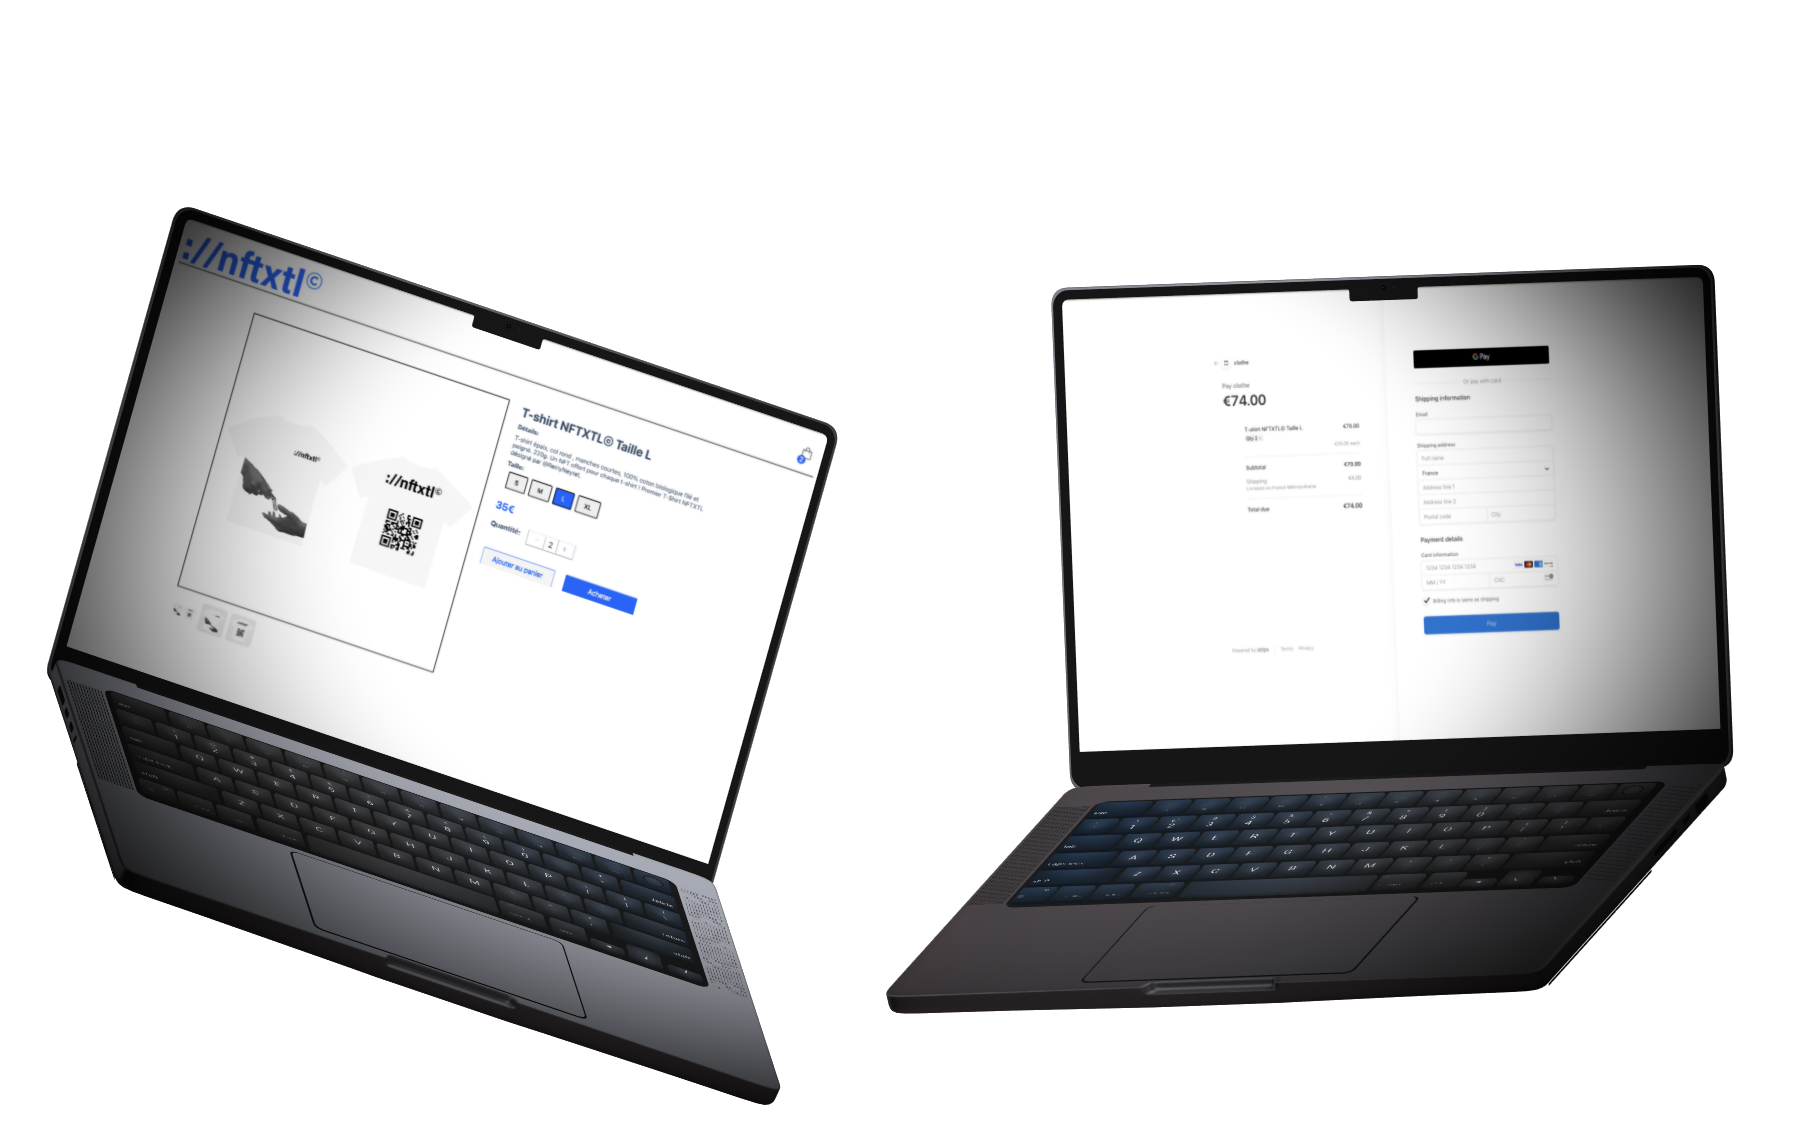 ://nftxtl©
T-shirt NFTXTL© Taille L
Détails:
T-shirt épais, col rond , manches courtes, 100% coton biologique filé et
peigné, 220g. Un NFT offert pour chaque t-shirt ! Premier T-Shirt NFTXTL
désigné par
Taille:
S
M
L
XL
35€
Quantité:
2
Ajouter au panier
Acheter
2
://nftxtl©
://nftxtl©
clothe
Pay clothe
€74.00
T-shirt NFTXTL© Taille L
€70.00
Qty 2
€35.00 each
Subtotal
€70.00
Shipping
€4.00
Livraison en France Métropolitaine
Total due
€74.00
Powered by stripe
Terms
Privacy
G Pay
Or pay with card
Shipping information
Email
Shipping address
Full name
France
Address line 1
Address line 2
Postal code
City
Payment details
Card information
1234 1234 1234 1234
VISA
MM / YY
CVC
Billing info is same as shipping
Pay